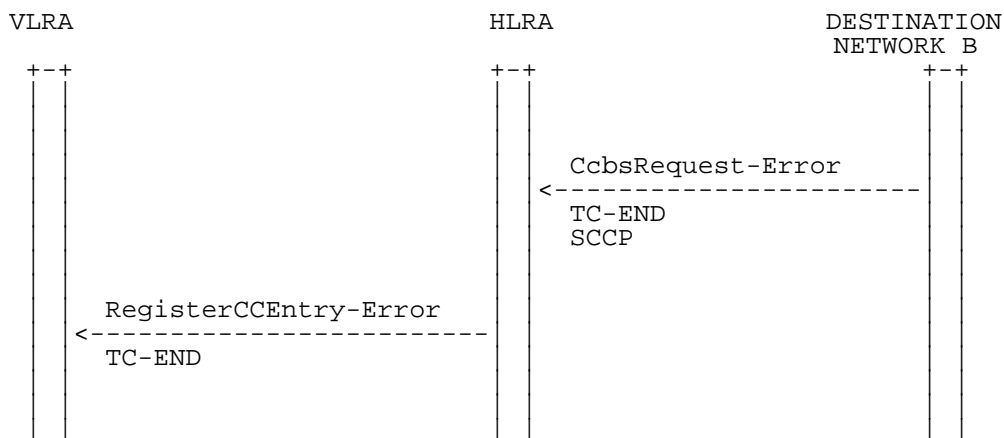 VLRA HLRA DESTINATION
NETWORK B
CcbsRequest-Error
TC-END
SCCP
RegisterCCEntry-Error
TC-END